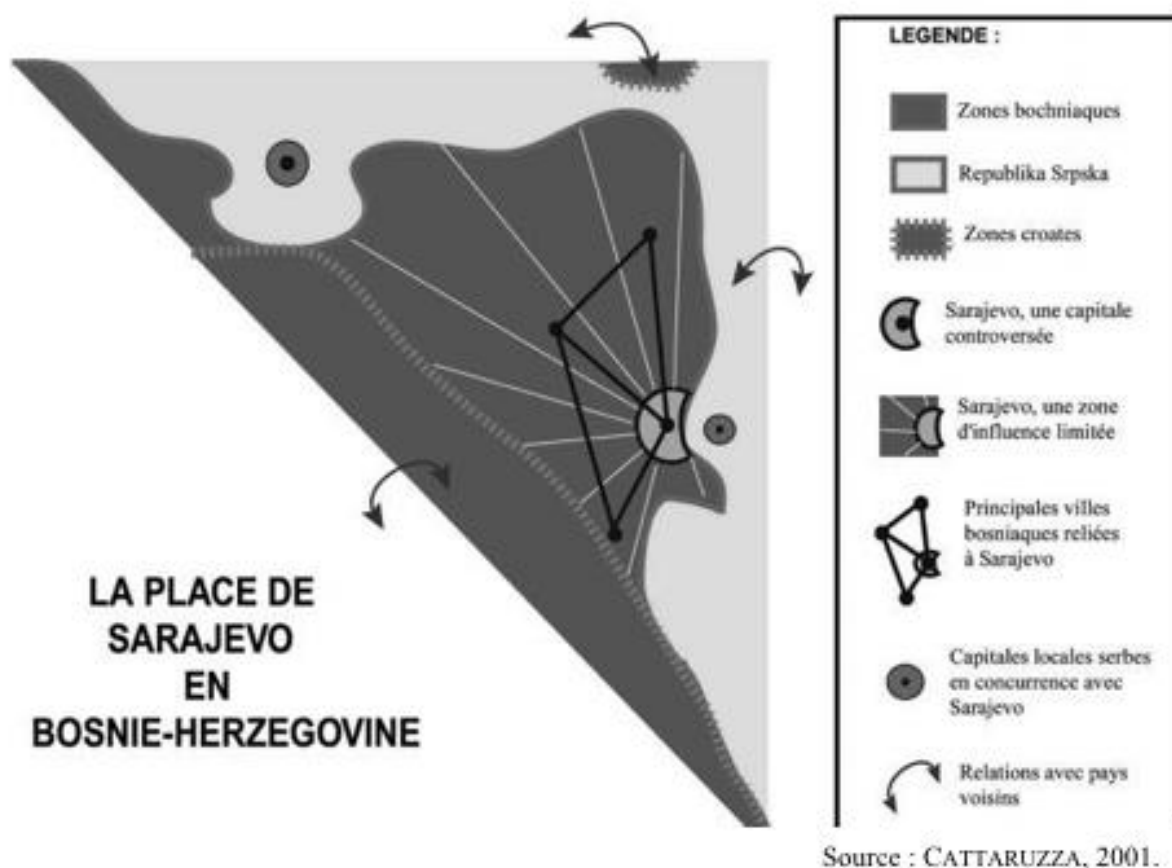 LEGENDE :
Zones bochniaques
Republika Srpska
Zones croates
Sarajevo, une capitale
controversée
Sarajevo, une zone
d'influence limitée
Principales villes
bosniaques reliées
à Sarajevo
Capitales locales serbes
en concurrence avec
Sarajevo
Relations avec pays
voisins
LA PLACE DE
SARAJEVO
EN
BOSNIE-HERZEGOVINE
Source : CATTARUZZA, 2001.